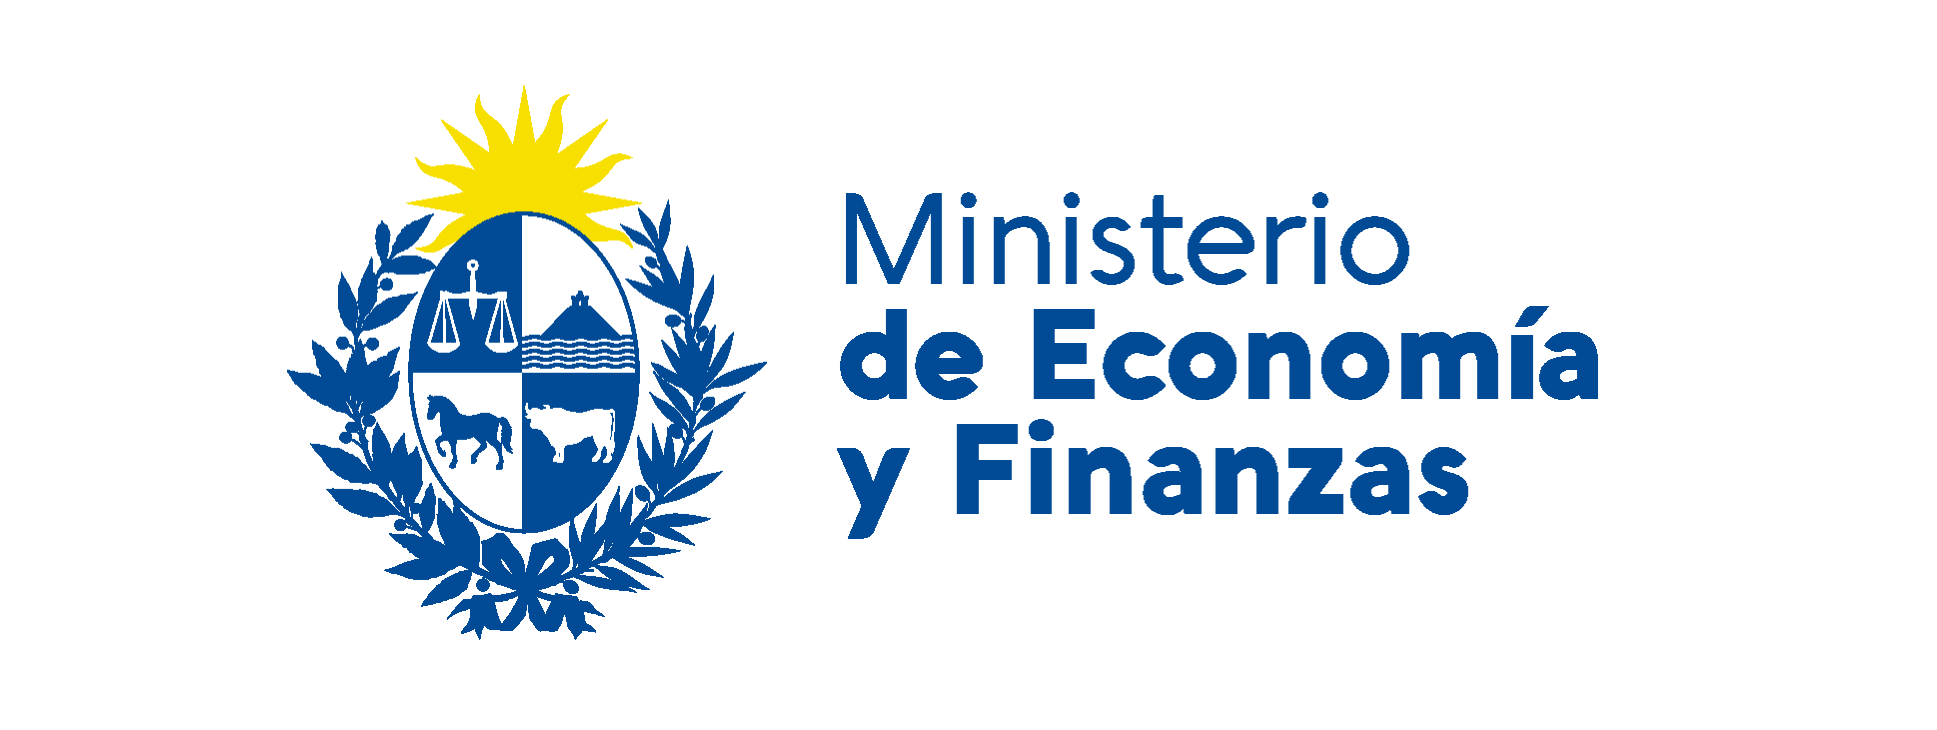 Ministerio
de Economía
y Finanzas